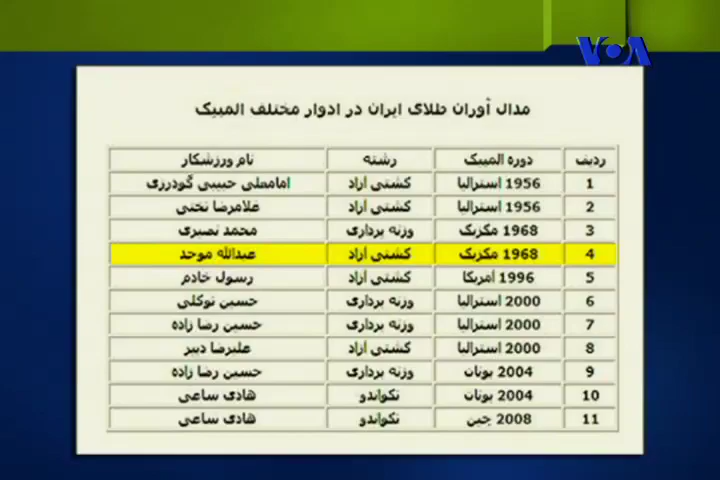 VOA
مدال آوران طلای ایران در ادوار مختلف المپیک
ردیف دوره المپیک رشته نام ورزشکار
1 1956 استرالیا کشتی آزاد امامعلی حبیبی گودرزی
2 1956 استرالیا کشتی آزاد غلامرضا تختی
3 1968 مکزیک وزنه برداری محمد نصیری
4 1968 مکزیک کشتی آزاد عبدالله موحد
5 1996 آمریکا کشتی آزاد رسول خادم
6 2000 استرالیا وزنه برداری حسین توکلی
7 2000 استرالیا وزنه برداری حسین رضا زاده
8 2000 استرالیا کشتی آزاد علیرضا دبیر
9 2004 یونان وزنه برداری حسین رضا زاده
10 2004 یونان تکواندو هادی ساعی
11 2008 چین تکواندو هادی ساعی